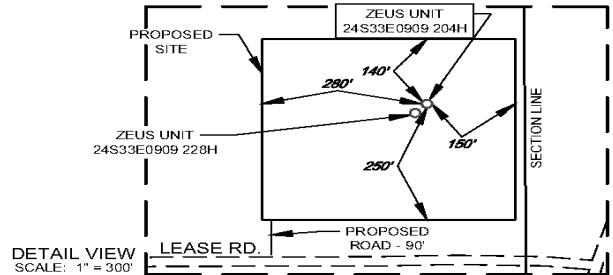 ZEUS UNIT
24S33E0909 204H
PROPOSED
SITE
140'
280'
ZEUS UNIT
24S33E0909 228H
150'
SECTION LINE
250'
PROPOSED
ROAD - 90'
DETAIL VIEW
SCALE: 1" = 300'
LEASE RD.